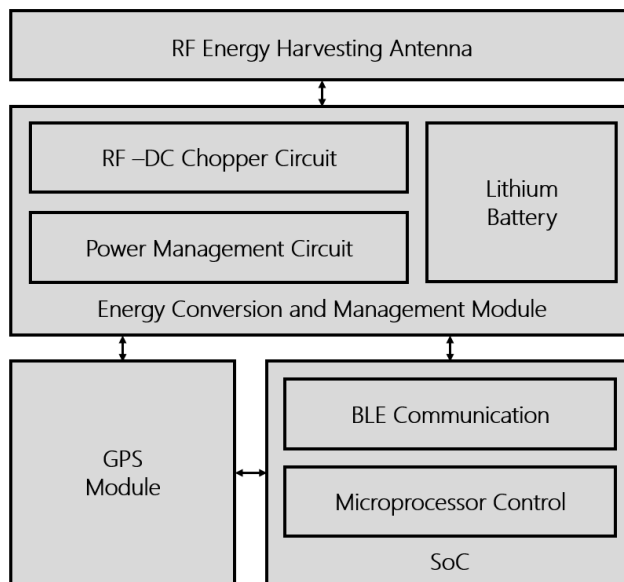 RF Energy Harvesting Antenna
RF –DC Chopper Circuit
Power Management Circuit
Lithium
Battery
Energy Conversion and Management Module
GPS
Module
BLE Communication
Microprocessor Control
SoC